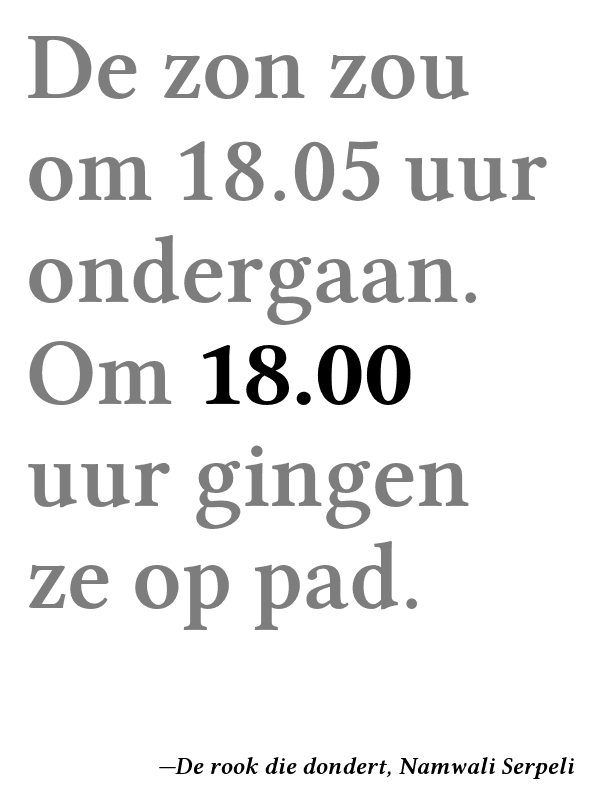 De zon zou
om 18.05 uur
ondergaan.
Om 18.00
uur gingen
ze op pad.
—De rook die dondert, Namwali Serpeli